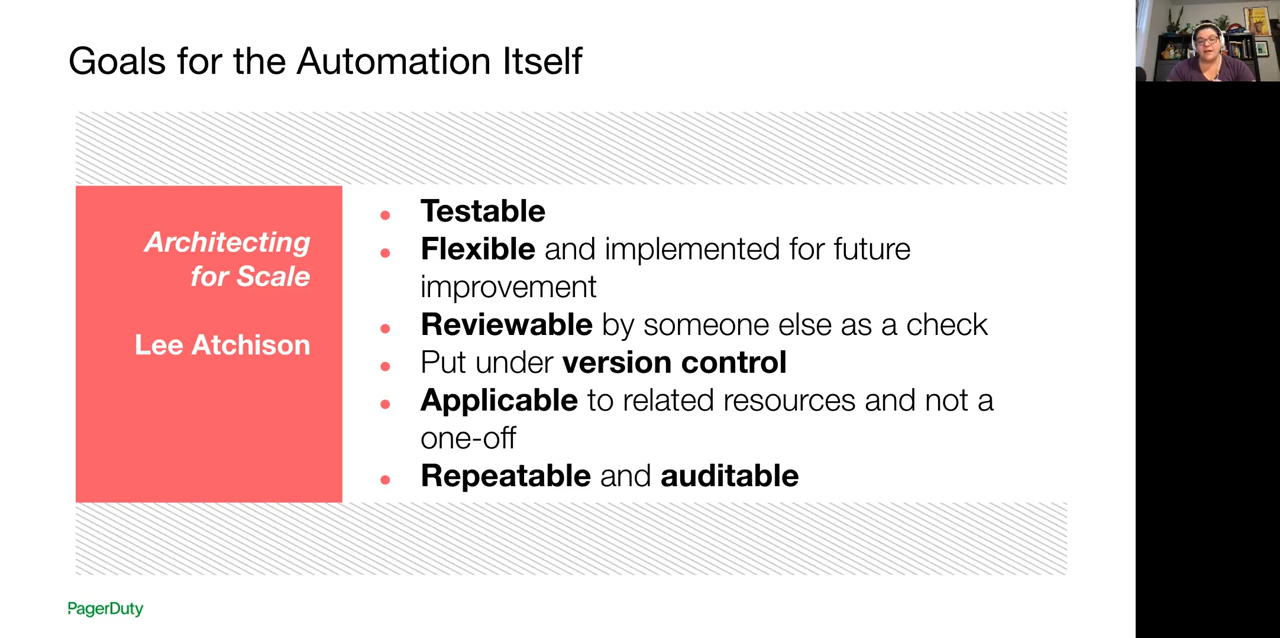 Goals for the Automation Itself
Architecting
for Scale
Lee Atchison
• Testable
• Flexible and implemented for future
improvement
• Reviewable by someone else as a check
• Put under version control
• Applicable to related resources and not a
one-off
• Repeatable and auditable
PagerDuty